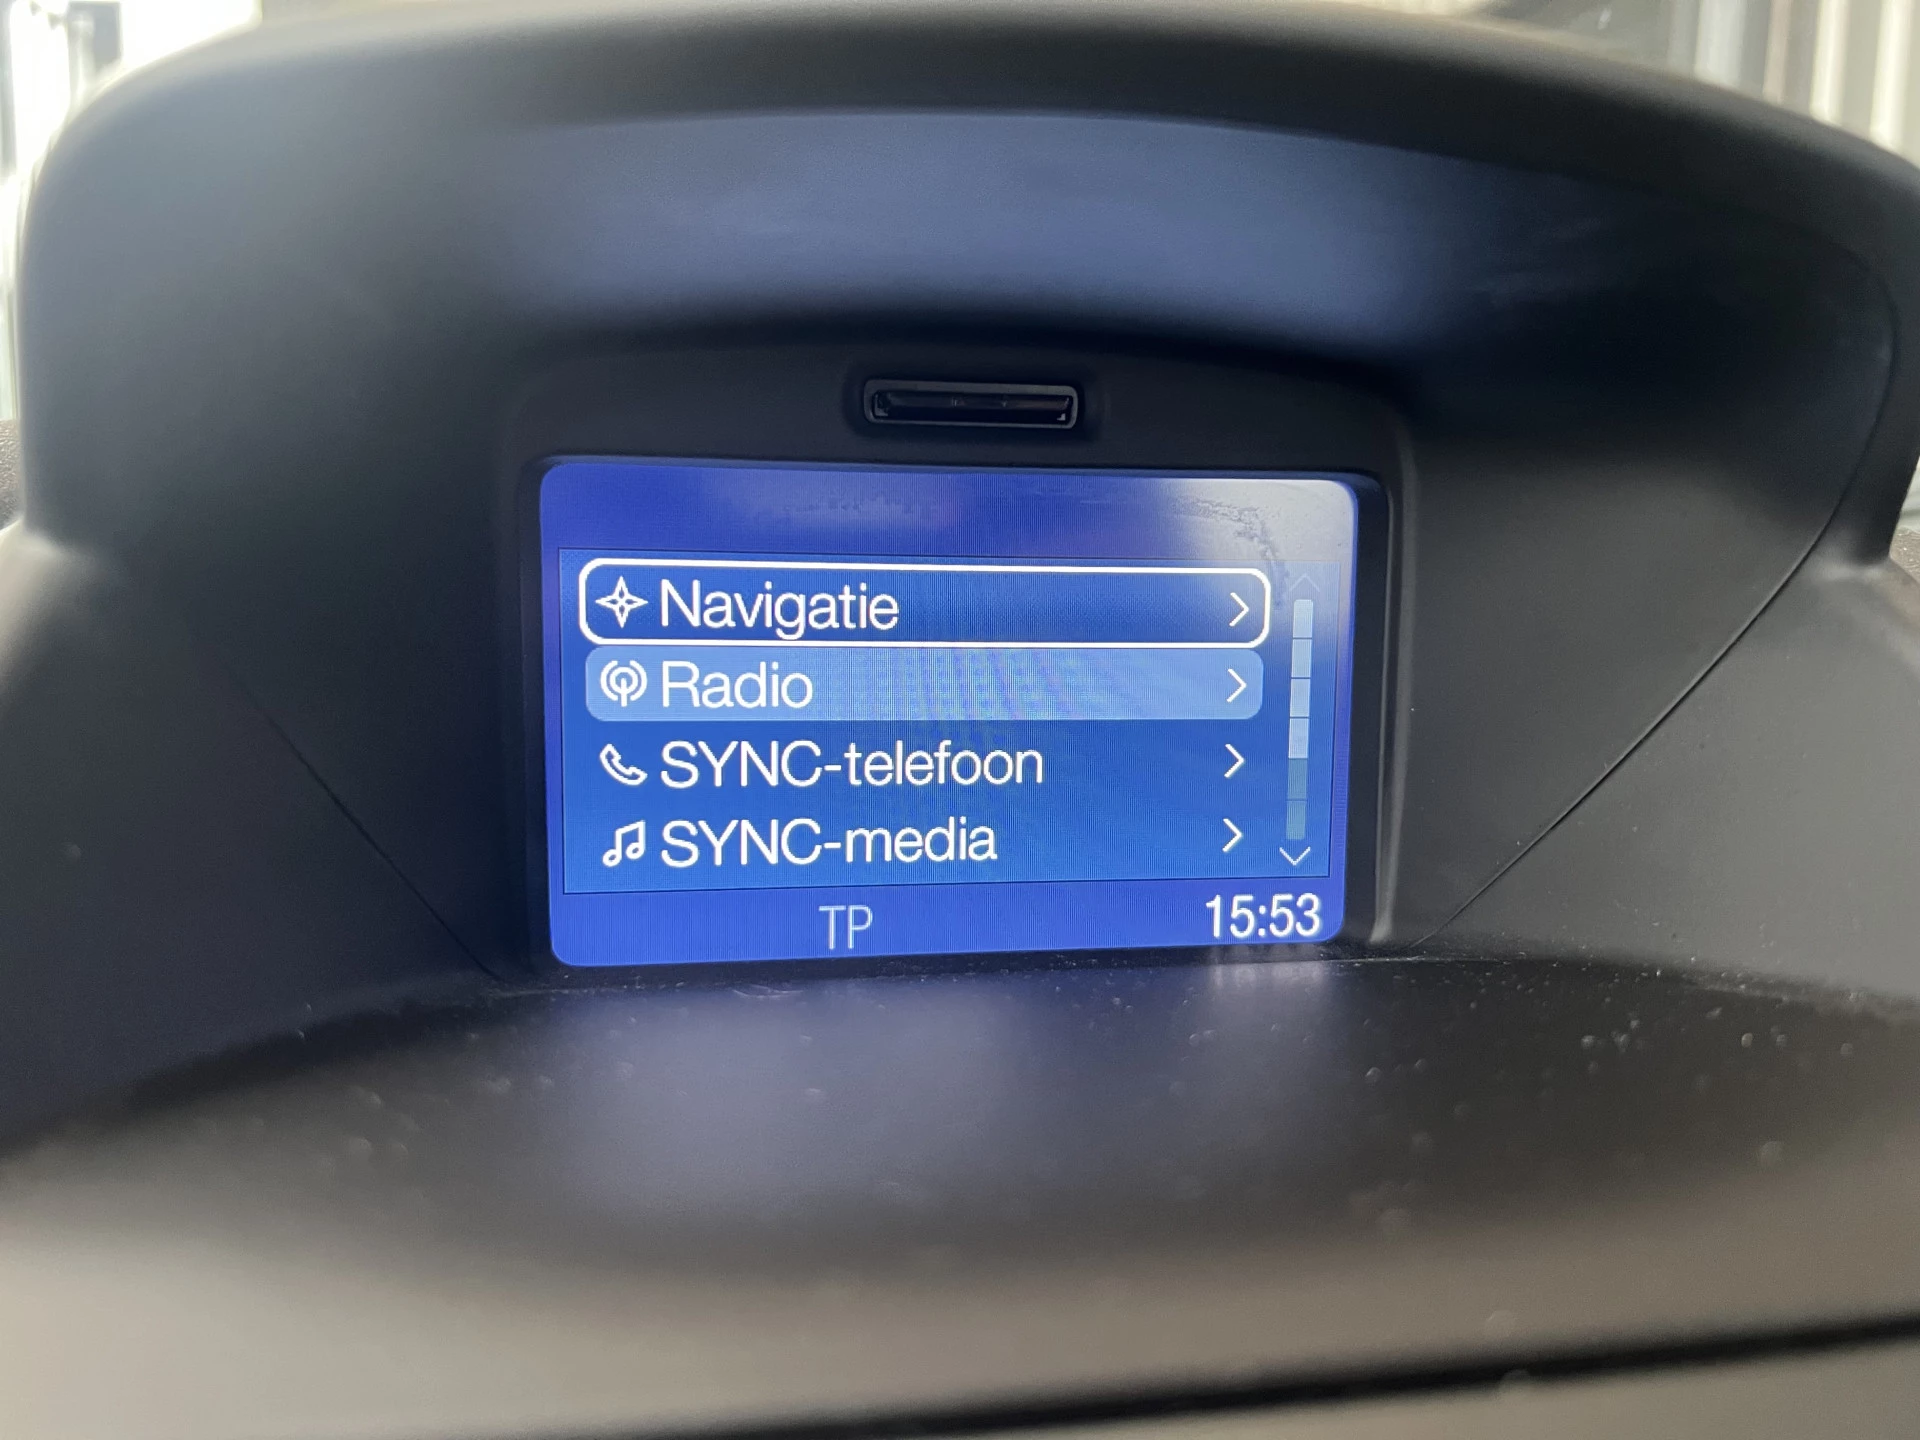 Navigatie
Radio
SYNC-telefoon
SYNC-media
TP 15:53